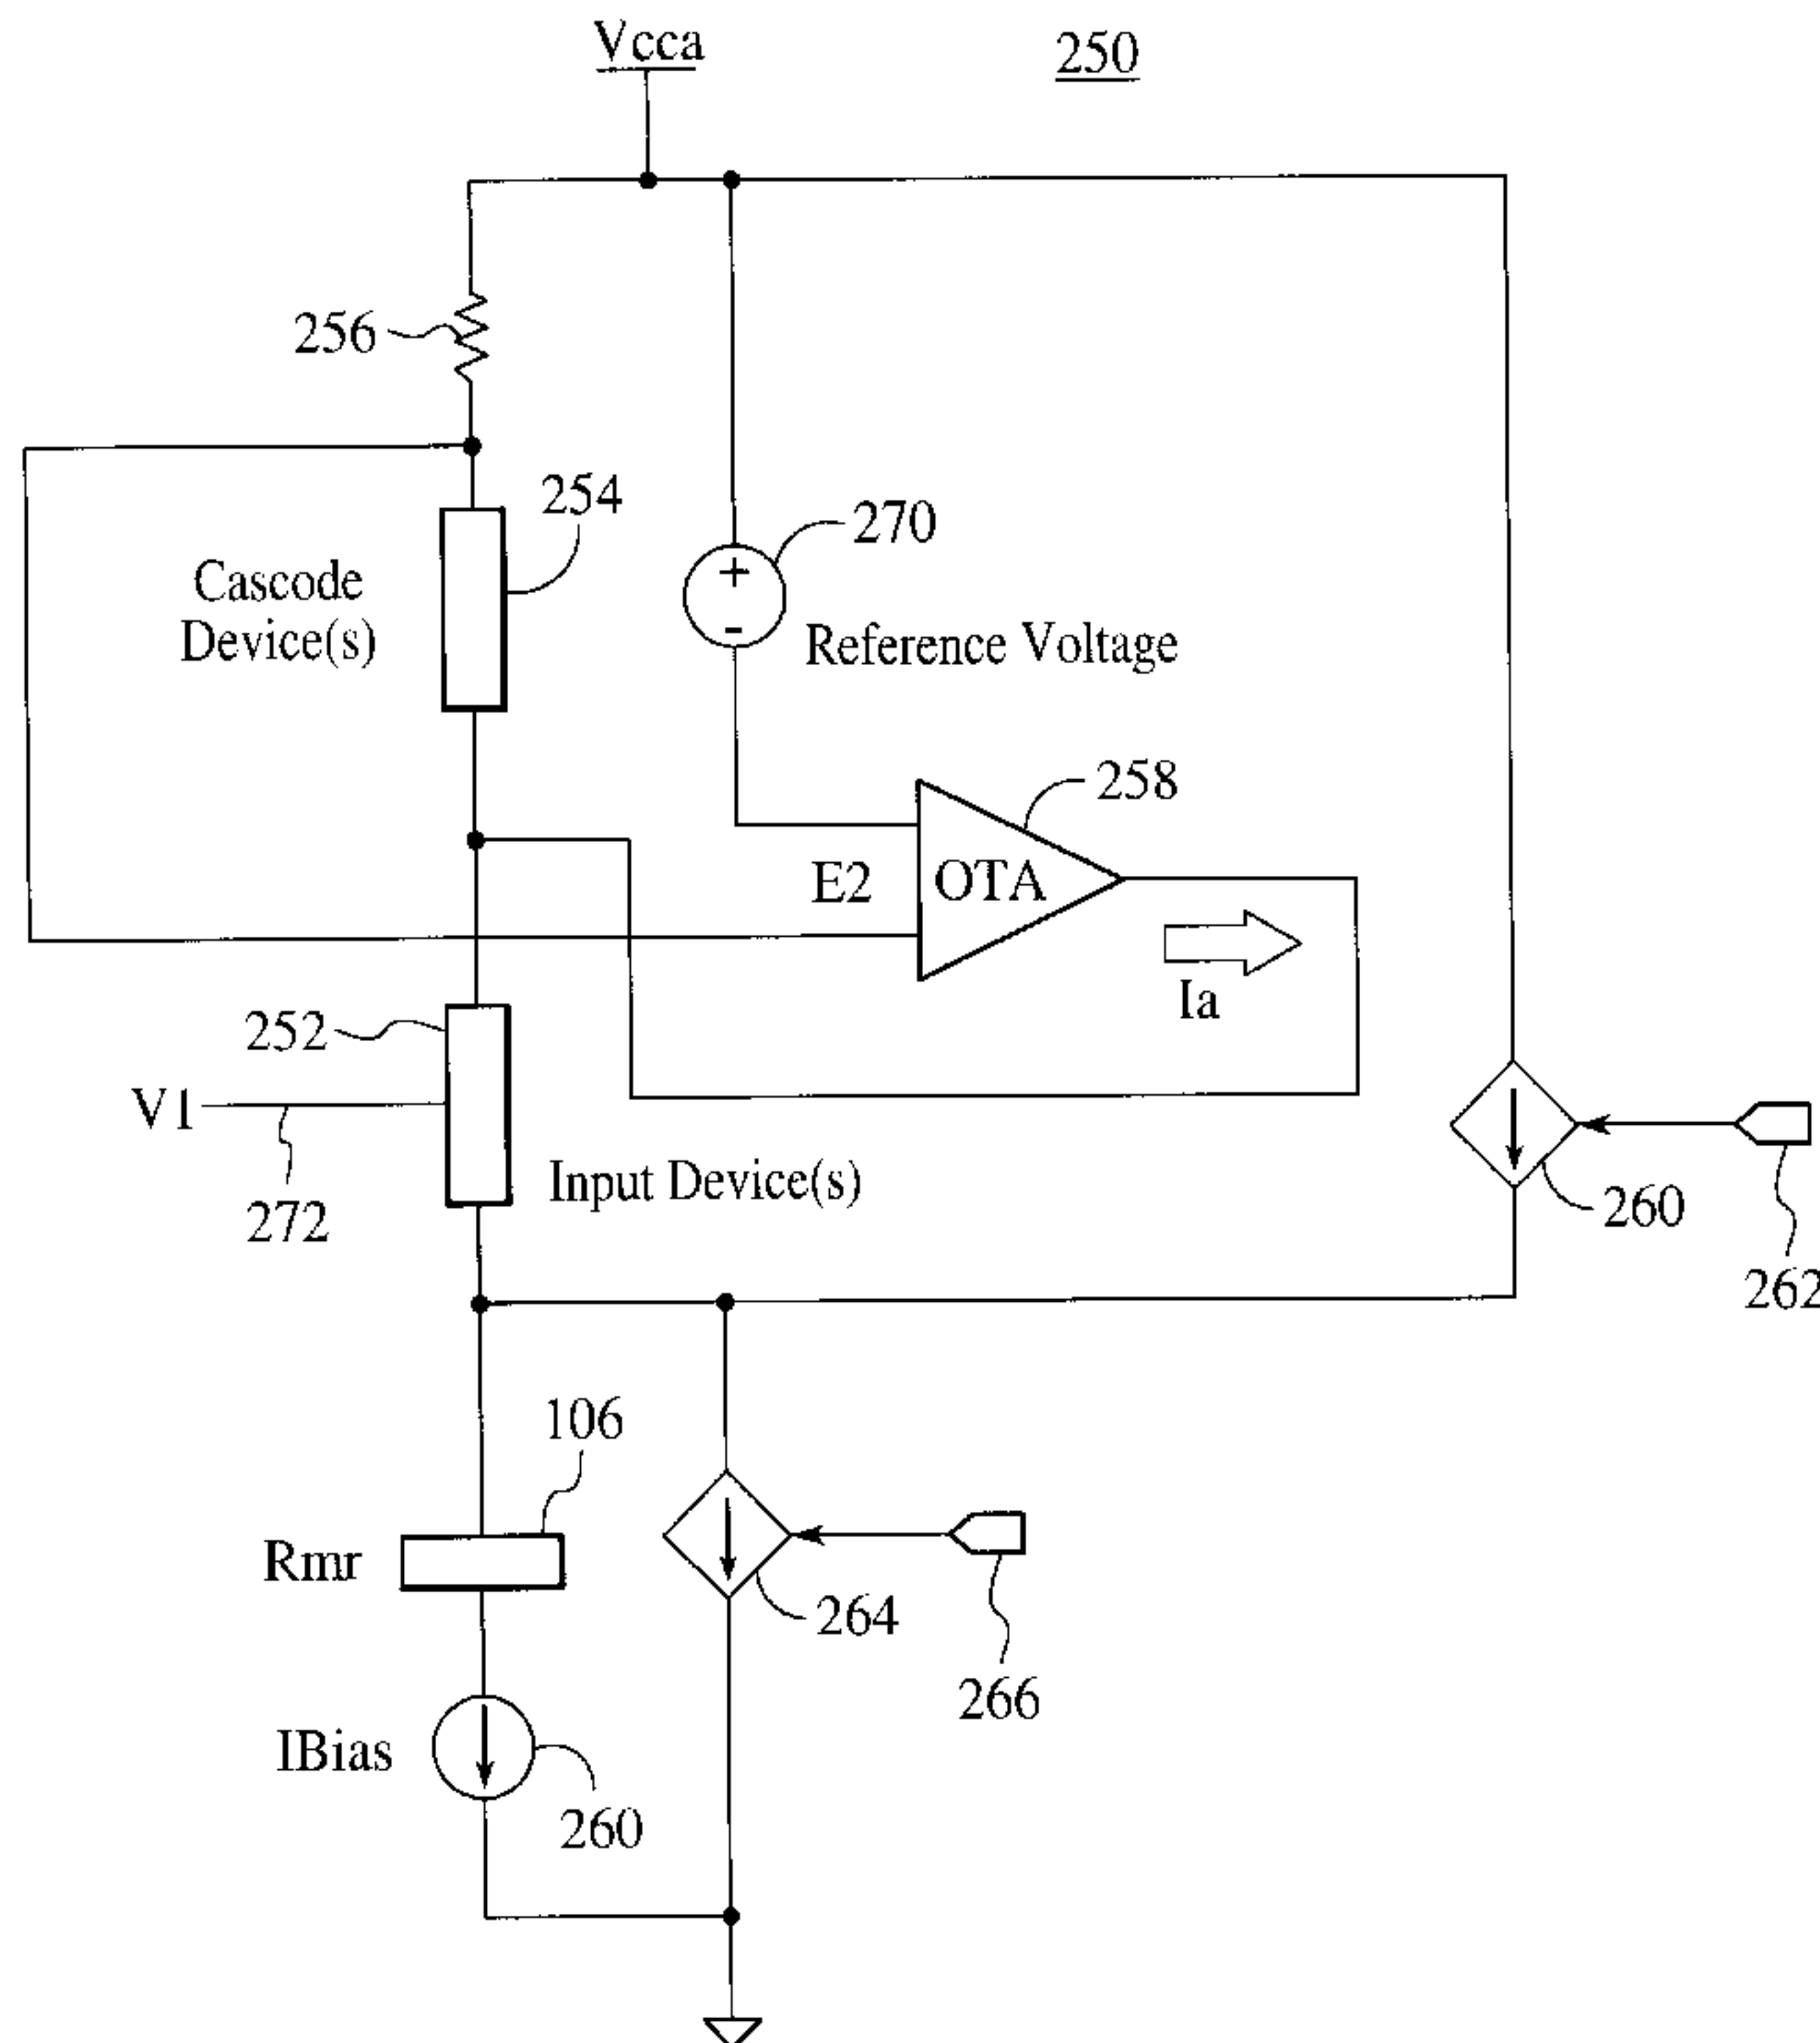 Vcca
250
256
254
Cascode
Device(s)
270
+
-
Reference Voltage
258
E2
OTA
Ia
252
V1
272
Input Device(s)
260
262
106
Rmr
264
266
IBias
260